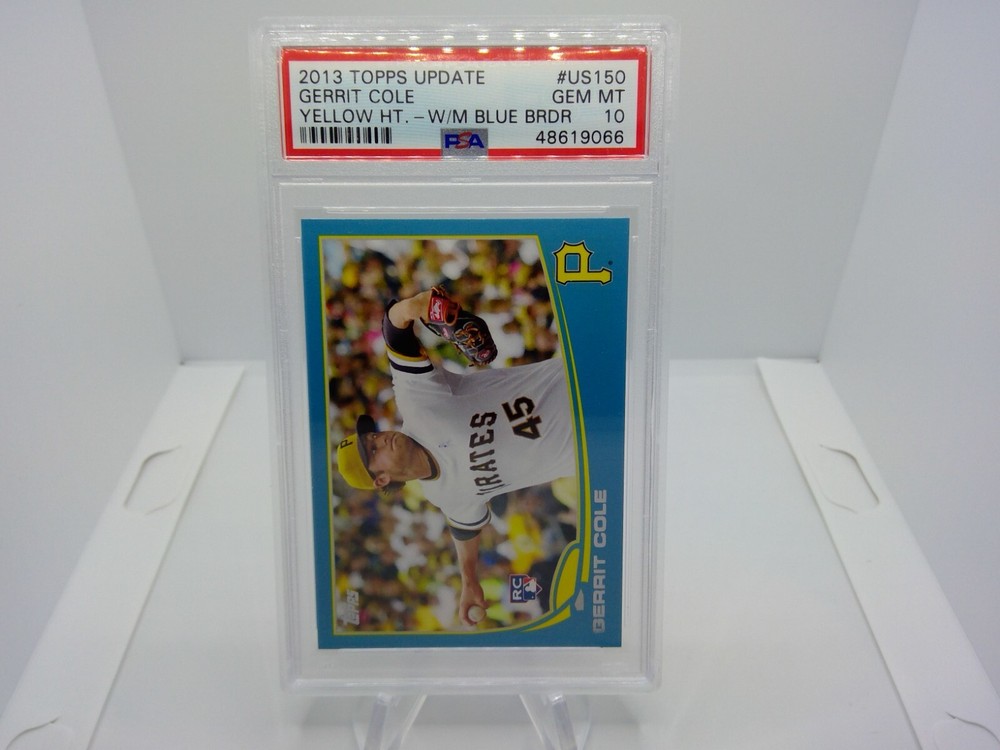 2013 TOPPS UPDATE #US150
GERRIT COLE GEM MT
YELLOW HT. - W/M BLUE BRDR 10
PSA 48619066
P
P
IRATES
45
RC
Topps
GERRIT COLE